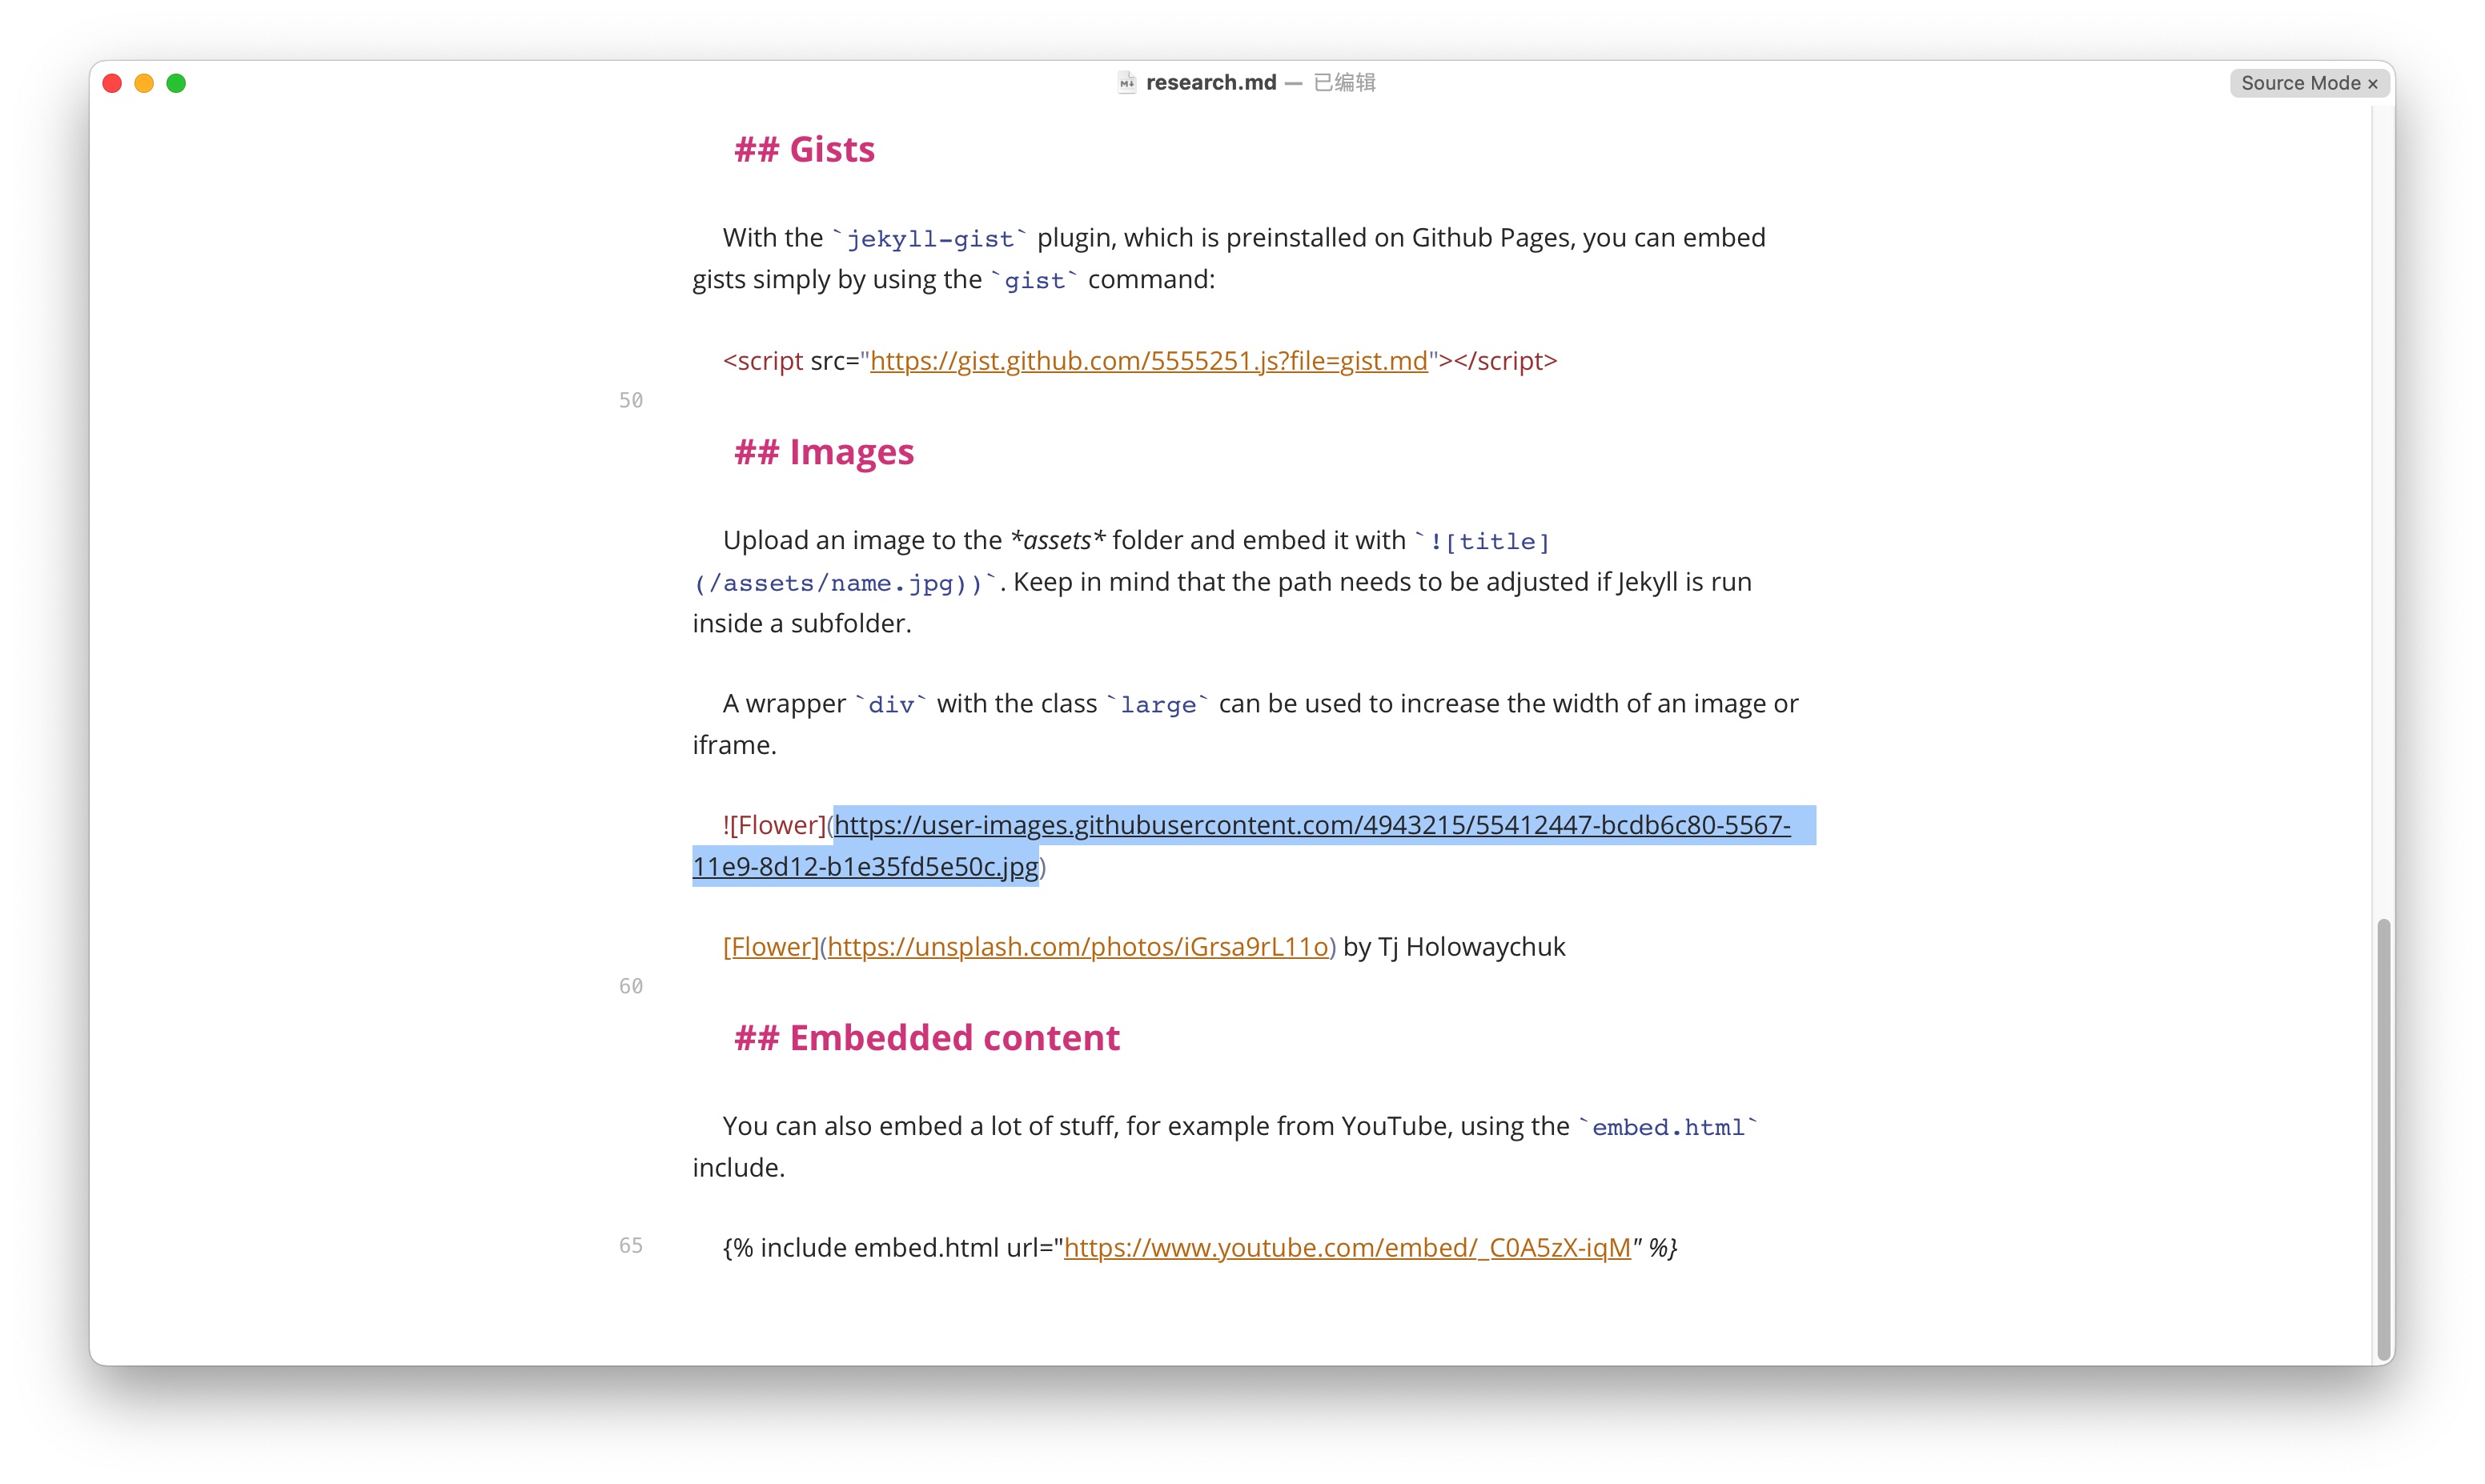 research.md — 已编辑
Source Mode ×
## Gists
With the `jekyll-gist` plugin, which is preinstalled on Github Pages, you can embed
gists simply by using the `gist` command:
<script src="https://gist.github.com/5555251.js?file=gist.md"></script>
50
## Images
Upload an image to the *assets* folder and embed it with `![title]
(/assets/name.jpg))`. Keep in mind that the path needs to be adjusted if Jekyll is run
inside a subfolder.
A wrapper `div` with the class `large` can be used to increase the width of an image or
iframe.
![Flower](https://user-images.githubusercontent.com/4943215/55412447-bcdb6c80-5567-
11e9-8d12-b1e35fd5e50c.jpg)
[Flower](https://unsplash.com/photos/iGrsa9rL11o) by Tj Holowaychuk
60
## Embedded content
You can also embed a lot of stuff, for example from YouTube, using the `embed.html`
include.
65 {% include embed.html url="https://www.youtube.com/embed/_C0A5zX-iqM" %}